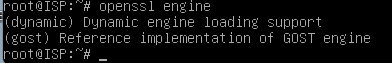 root@ISP:~# openssl engine
(dynamic) Dynamic engine loading support
(gost) Reference implementation of GOST engine
root@ISP:~# _